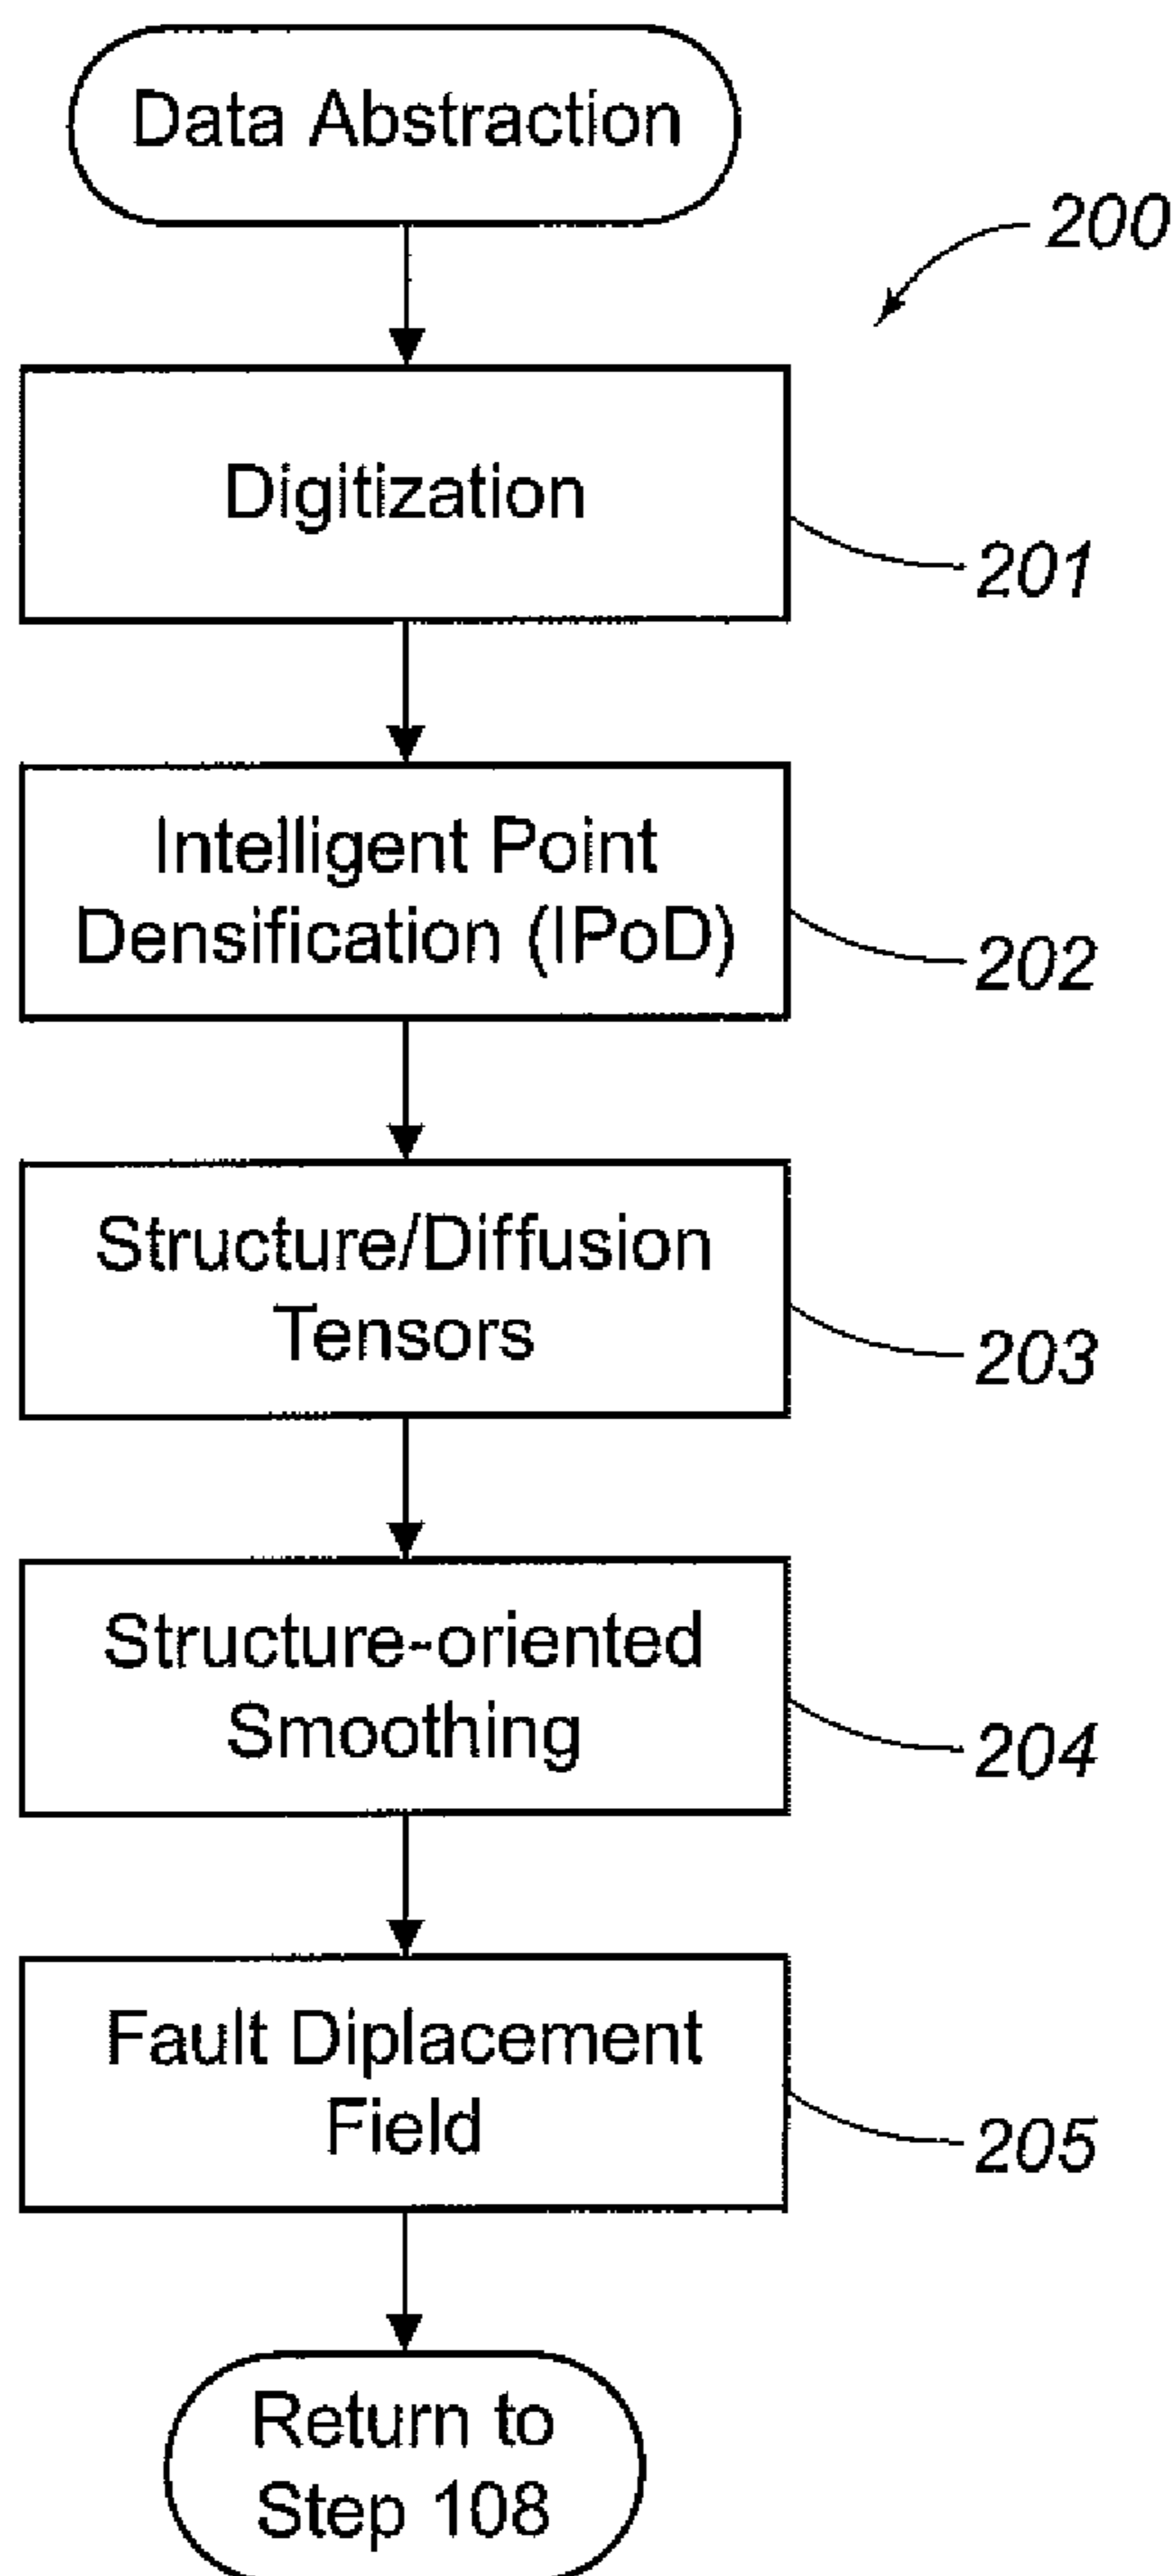 Data Abstraction
200
Digitization
201
Intelligent Point
Densification (IPoD)
202
Structure/Diffusion
Tensors
203
Structure-oriented
Smoothing
204
Fault Diplacement
Field
205
Return to
Step 108